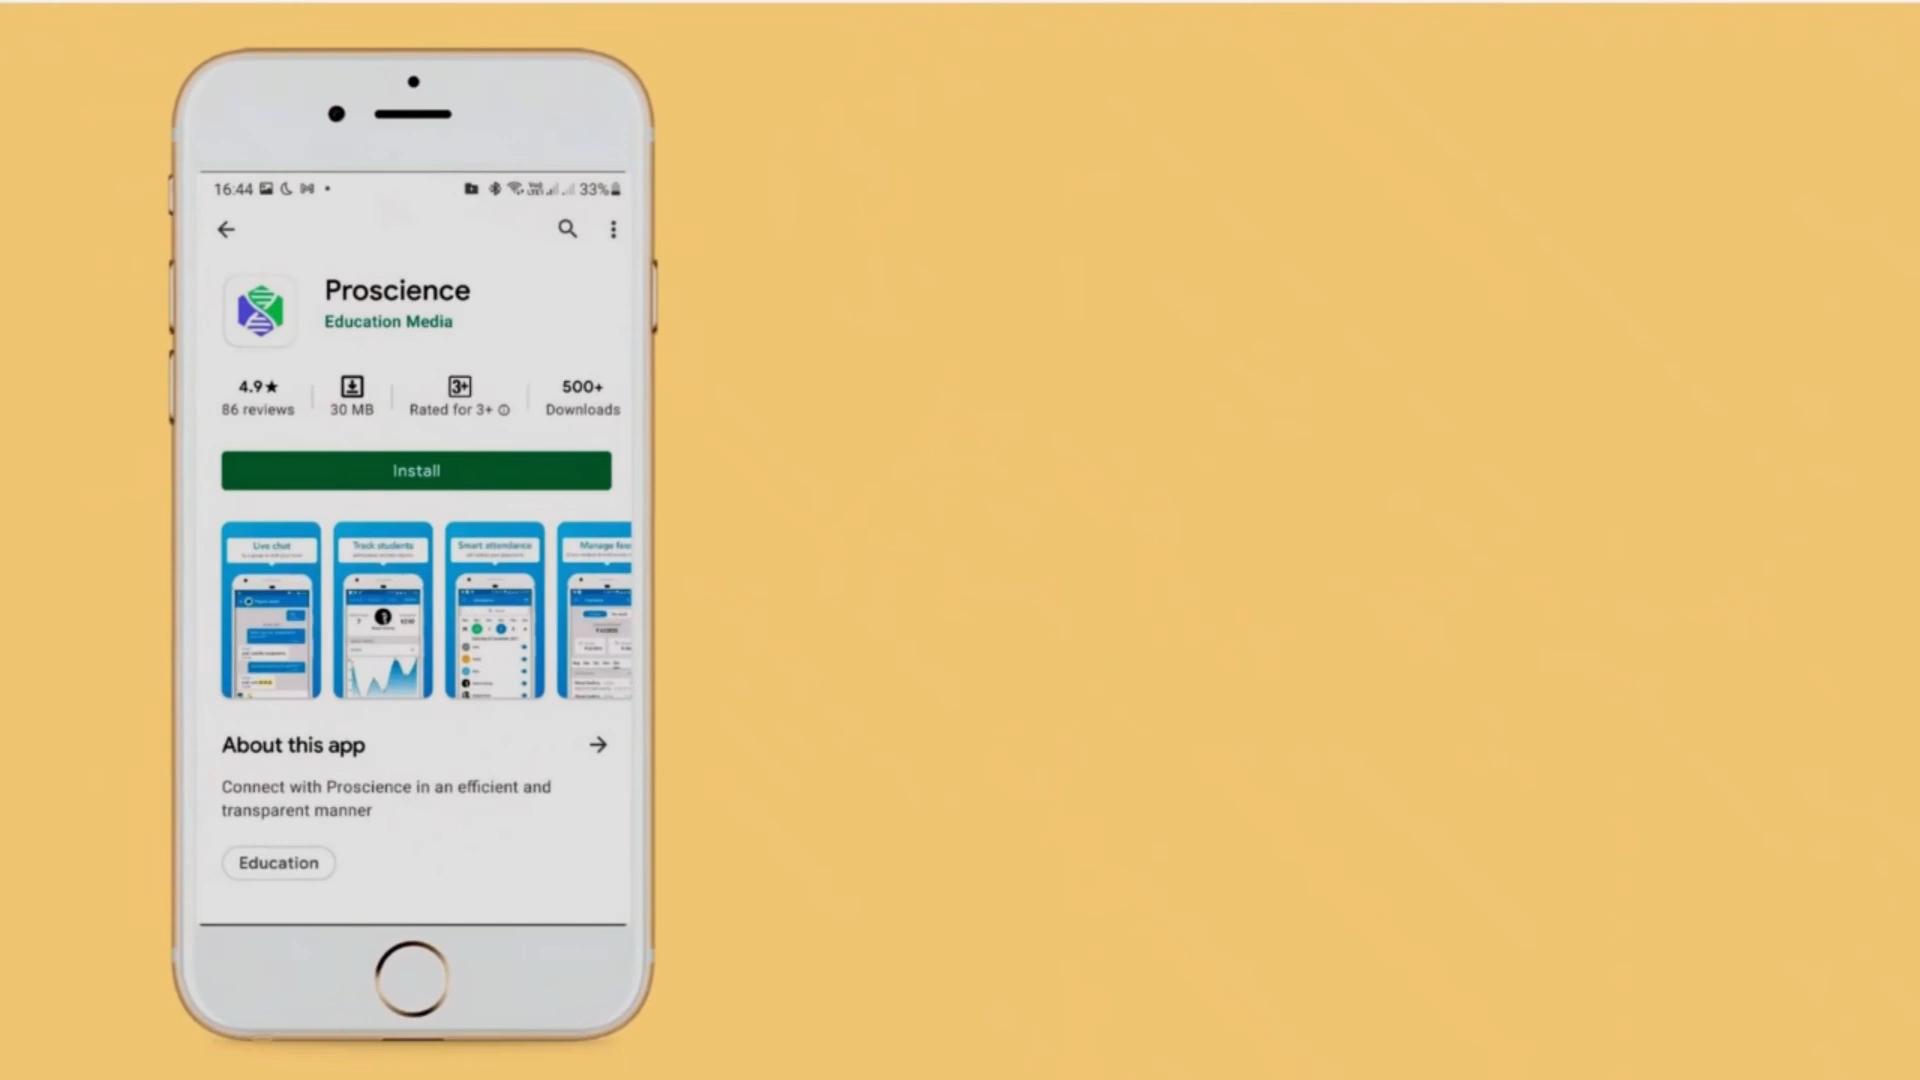 16:44 33%
Proscience
Education Media
4.9★ 3+ 500+
86 reviews 30 MB Rated for 3+ Downloads
Install
Live chat Track students Smart attendance Manage fees
About this app
Connect with Proscience in an efficient and
transparent manner
Education